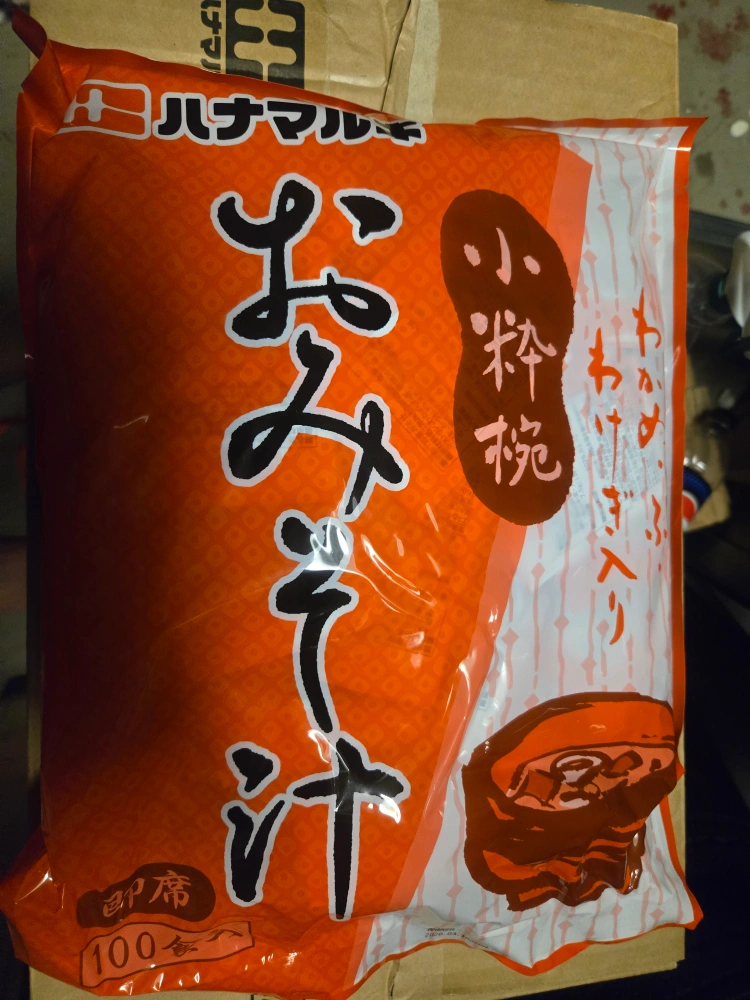 ハナマルキ
おみそ汁
小粋椀
わかめ、ふ、
わけぎ入り
即席
100食入